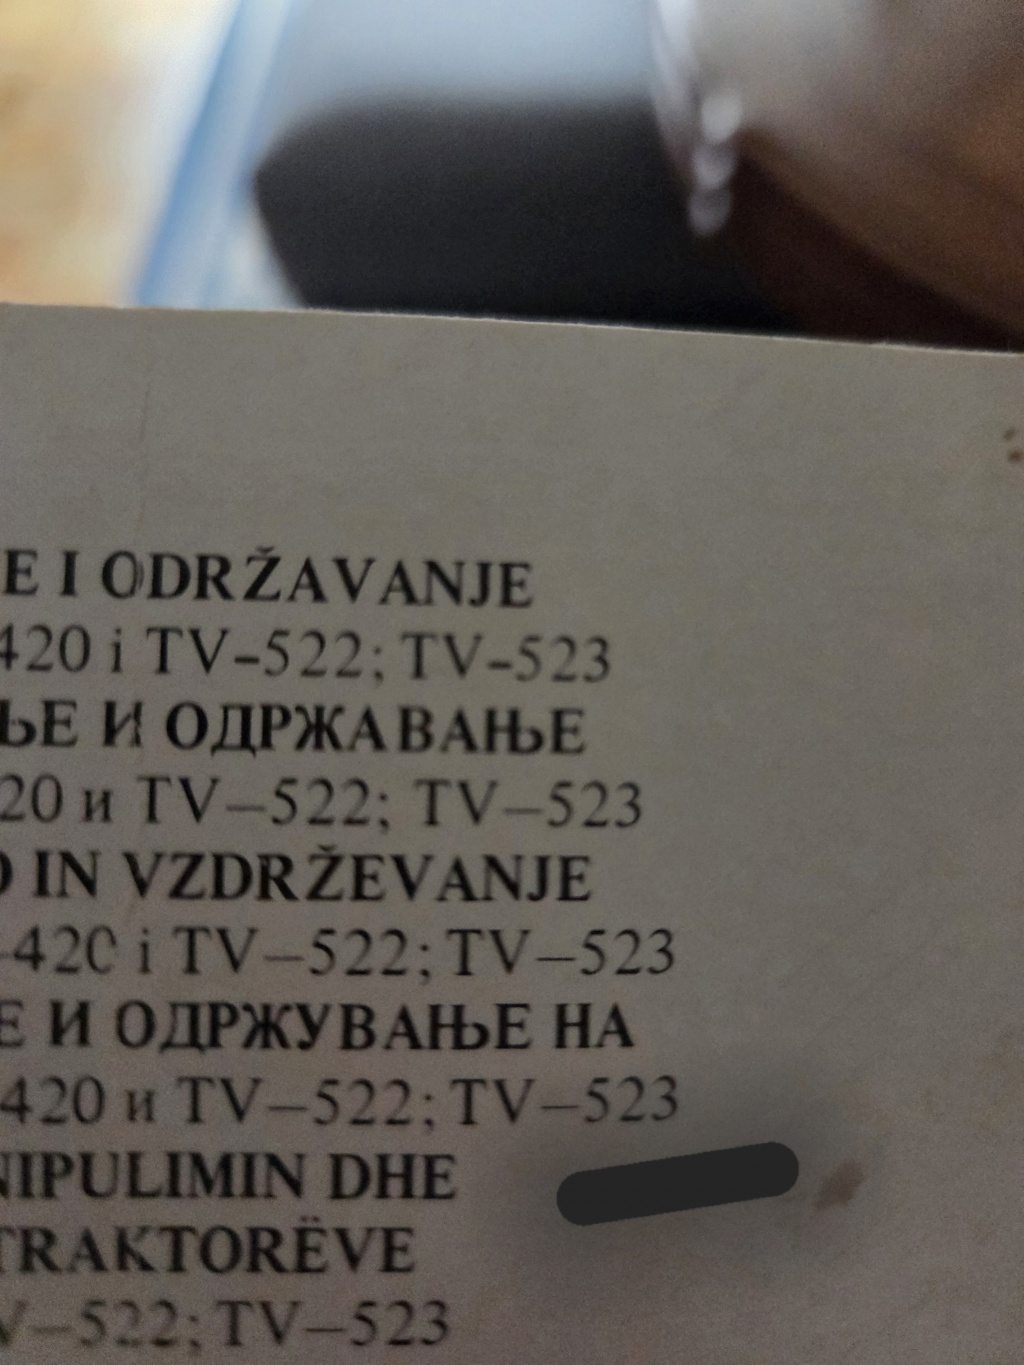 E I ODRŽAVANJE
420 i TV-522; TV-523
ЊЕ И ОДРЖАВАЊЕ
20 и TV–522; TV–523
O IN VZDRŽEVANJE
-420 i TV–522; TV–523
Е И ОДРЖУВАЊЕ НА
420 и TV–522; TV–523
NIPULIMIN DHE
TRAKTORËVE
V–522; TV–523